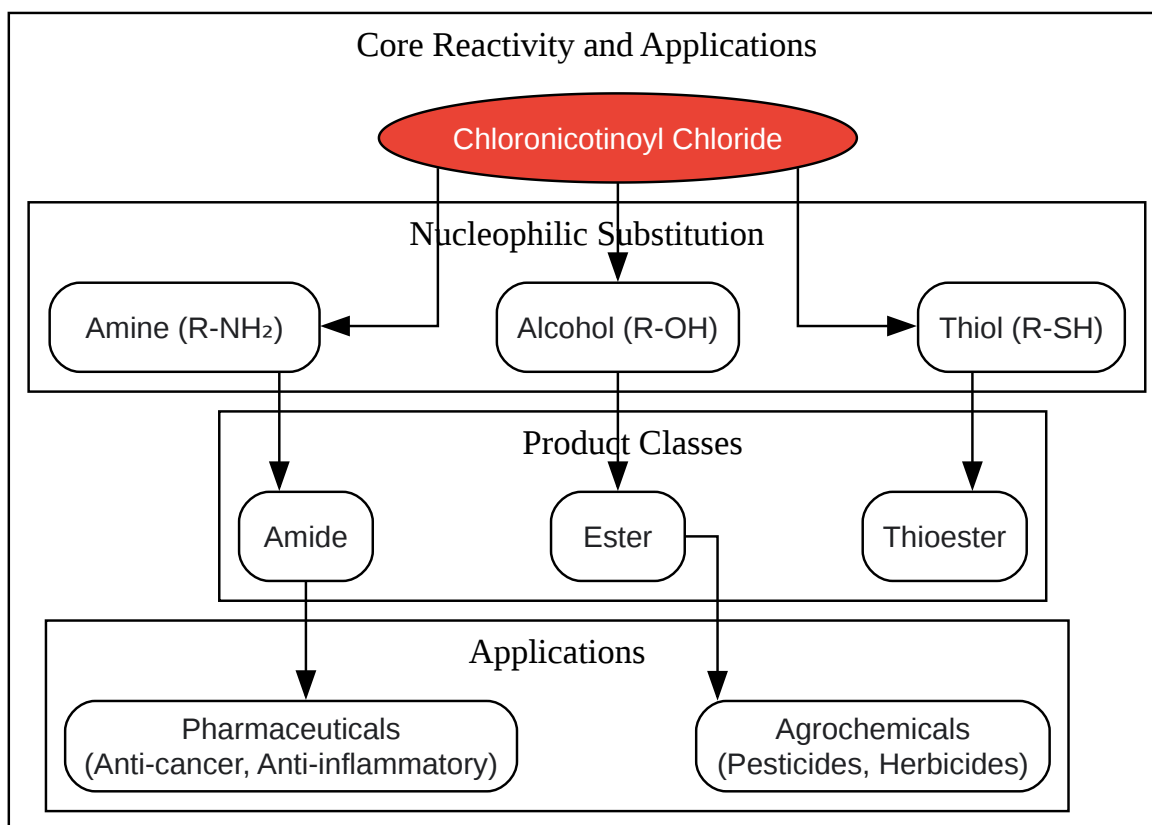 Core Reactivity and Applications
Chloronicotinoyl Chloride
Nucleophilic Substitution
Amine (R-NH₂)
Alcohol (R-OH)
Thiol (R-SH)
Product Classes
Amide
Ester
Thioester
Applications
Pharmaceuticals
(Anti-cancer, Anti-inflammatory)
Agrochemicals
(Pesticides, Herbicides)